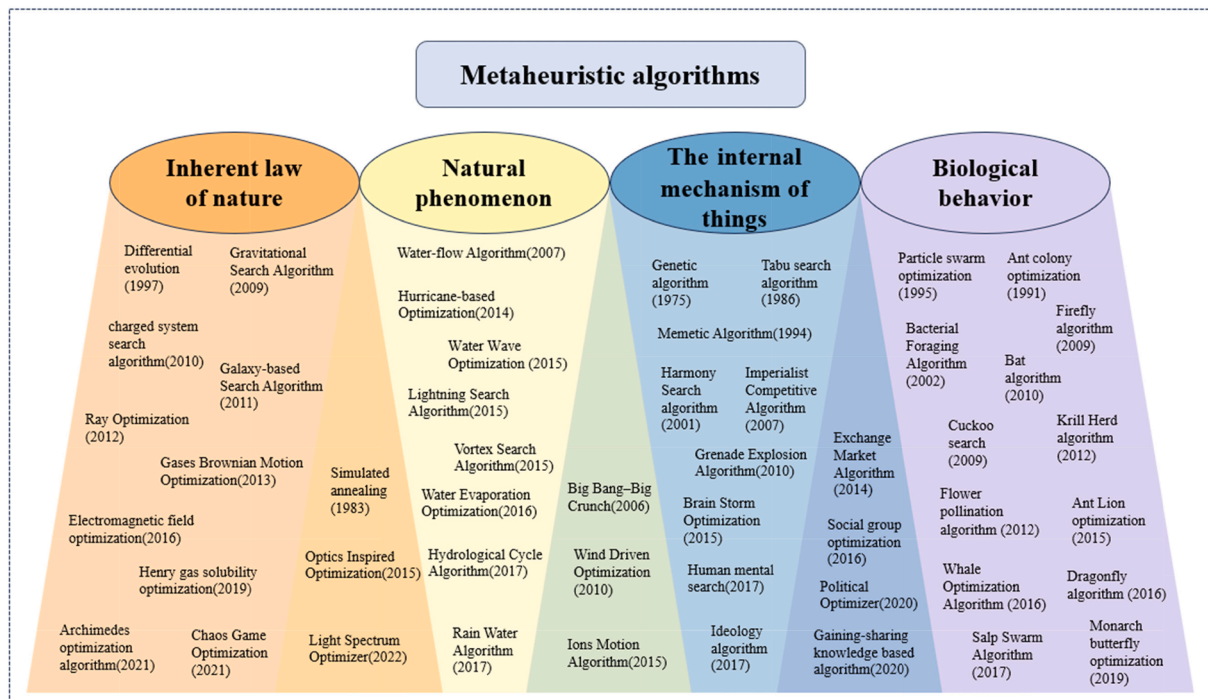 Metaheuristic algorithms
Inherent law
of nature
Differential
evolution
(1997)
Gravitational
Search Algorithm
(2009)
charged system
search
algorithm(2010)
Galaxy-based
Search Algorithm
(2011)
Ray Optimization
(2012)
Gases Brownian Motion
Optimization(2013)
Electromagnetic field
optimization(2016)
Henry gas solubility
optimization(2019)
Archimedes
optimization
algorithm(2021)
Chaos Game
Optimization
(2021)
Simulated
annealing
(1983)
Optics Inspired
Optimization(2015)
Light Spectrum
Optimizer(2022)
Natural
phenomenon
Water-flow Algorithm(2007)
Hurricane-based
Optimization(2014)
Water Wave
Optimization (2015)
Lightning Search
Algorithm(2015)
Vortex Search
Algorithm(2015)
Water Evaporation
Optimization
(2016)
Hydrological Cycle
Algorithm(2017)
Rain Water
Algorithm
(2017)
Big Bang–Big
Crunch(2006)
Wind Driven
Optimization
(2010)
Ions Motion
Algorithm(2015)
The internal
mechanism of
things
Genetic
algorithm
(1975)
Tabu search
algorithm
(1986)
Memetic Algorithm(1994)
Harmony
Search
algorithm
(2001)
Imperialist
Competitive
Algorithm
(2007)
Grenade Explosion
Algorithm(2010)
Brain Storm
Optimization
(2015)
Human mental
search(2017)
Ideology
algorithm
(2017)
Exchange
Market
Algorithm
(2014)
Social group
optimization
(2016)
Political
Optimizer(2020)
Gaining-sharing
knowledge based
algorithm(2020)
Biological
behavior
Particle swarm
optimization
(1995)
Ant colony
optimization
(1991)
Firefly
algorithm
(2009)
Bacterial
Foraging
Algorithm
(2002)
Bat
algorithm
(2010)
Cuckoo
search
(2009)
Krill Herd
algorithm
(2012)
Flower
pollination
algorithm (2012)
Ant Lion
optimization
(2015)
Whale
Optimization
Algorithm (2016)
Dragonfly
algorithm (2016)
Salp Swarm
Algorithm
(2017)
Monarch
butterfly
optimization
(2019)